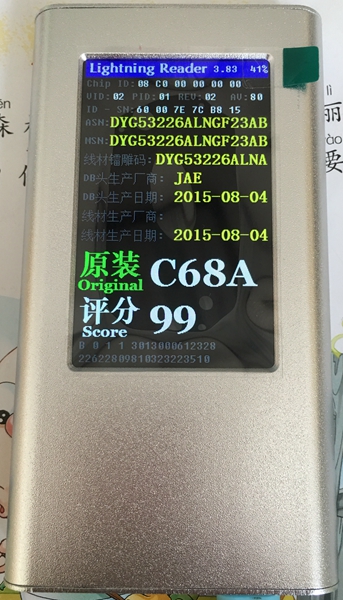 Lightning Reader 3.83 41%
Chip ID: 08 C0 00 00 00 00
VID: 02 PID: 01 REV: 02 AV: 80
ID - SN: 60 00 7E 7C B8 15
ASN: DYG53226ALNGF23AB
MSN: DYG53226ALNGF23AB
线材镭雕码: DYG53226ALNA
DB头生产厂商: JAE
DB头生产日期: 2015-08-04
线材生产厂商:
线材生产日期: 2015-08-04
原装 C68A
Original
评分 99
Score
0 1 1 3013000612328
22622809810323223510